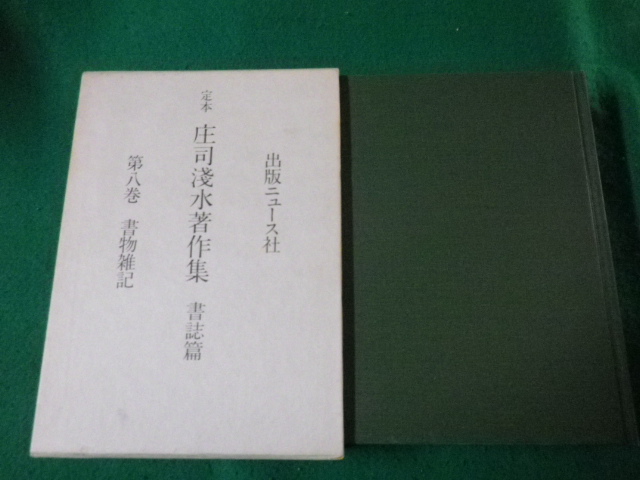 出版ニュース社
定本 庄司淺水著作集 書誌篇
第八巻 書物雑記